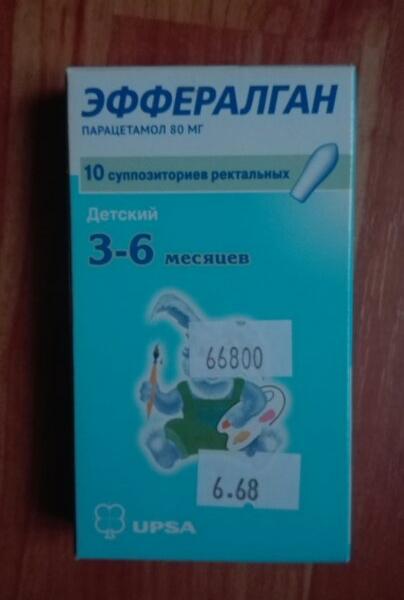 ЭФФЕРАЛГАН
ПАРАЦЕТАМОЛ 80 МГ
10 суппозиториев ректальных
Детский
3-6 месяцев
66800
6.68
UPSA